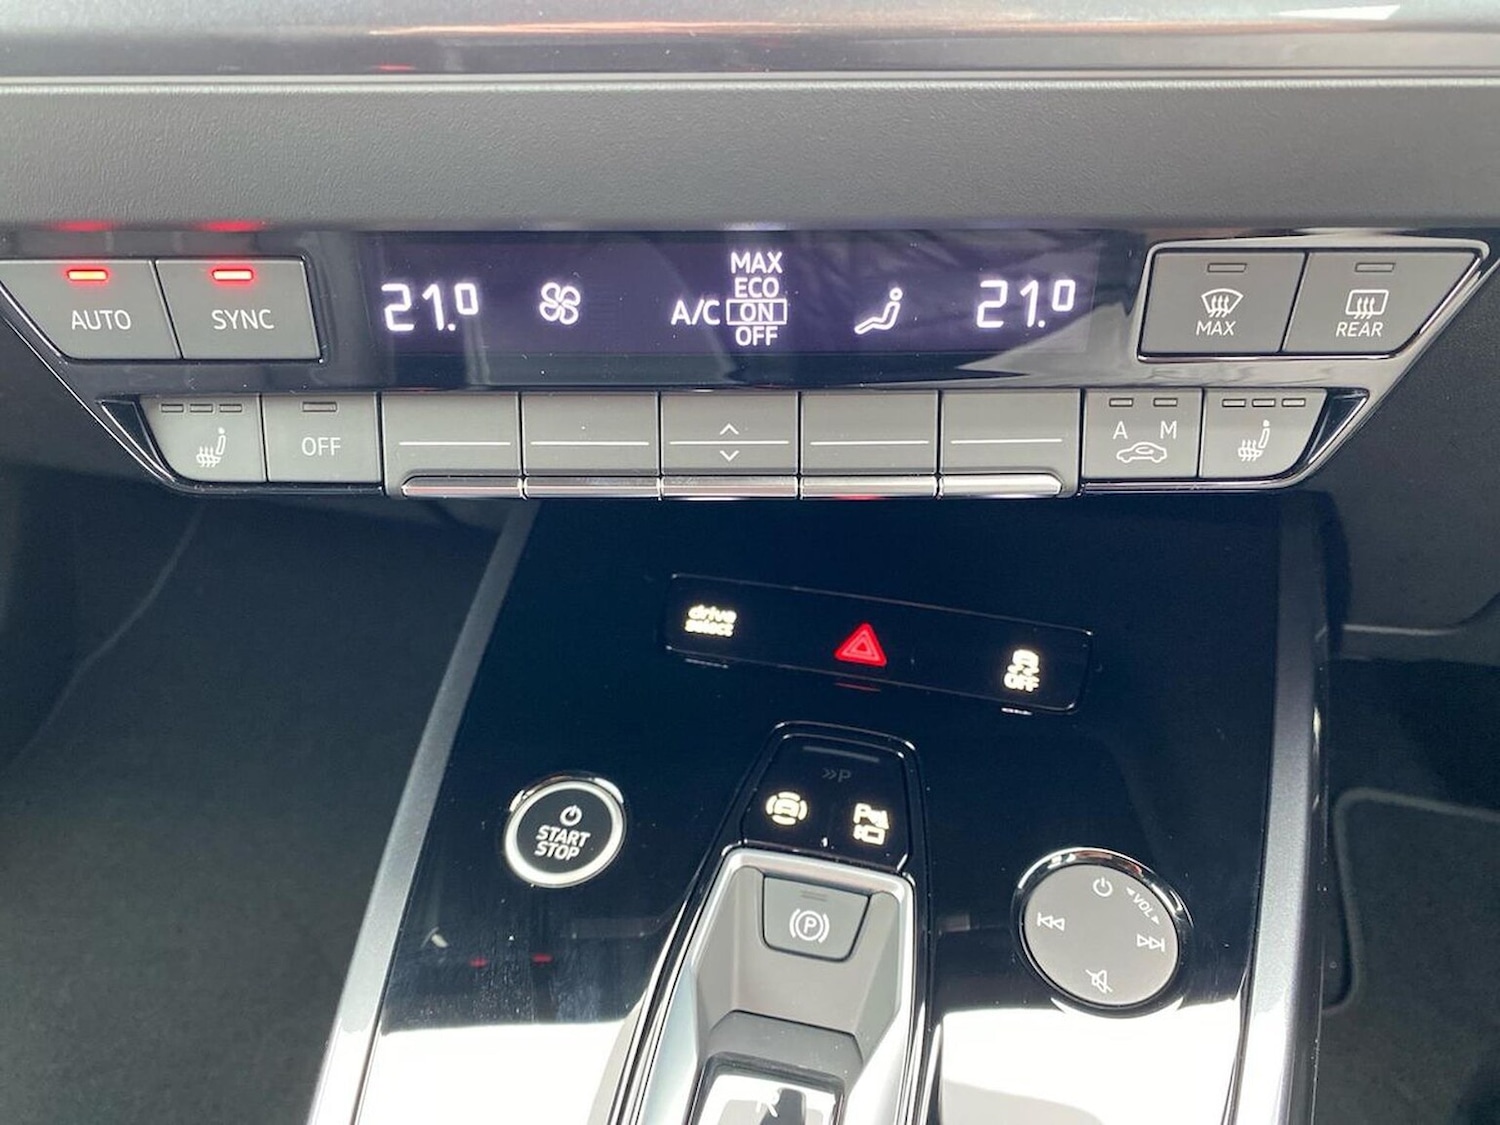 AUTO
SYNC
21.0
A/C
MAX
ECO
ON
OFF
21.0
MAX
REAR
OFF
A M
drive
select
OFF
»P
P
START
STOP
P
VOL
R